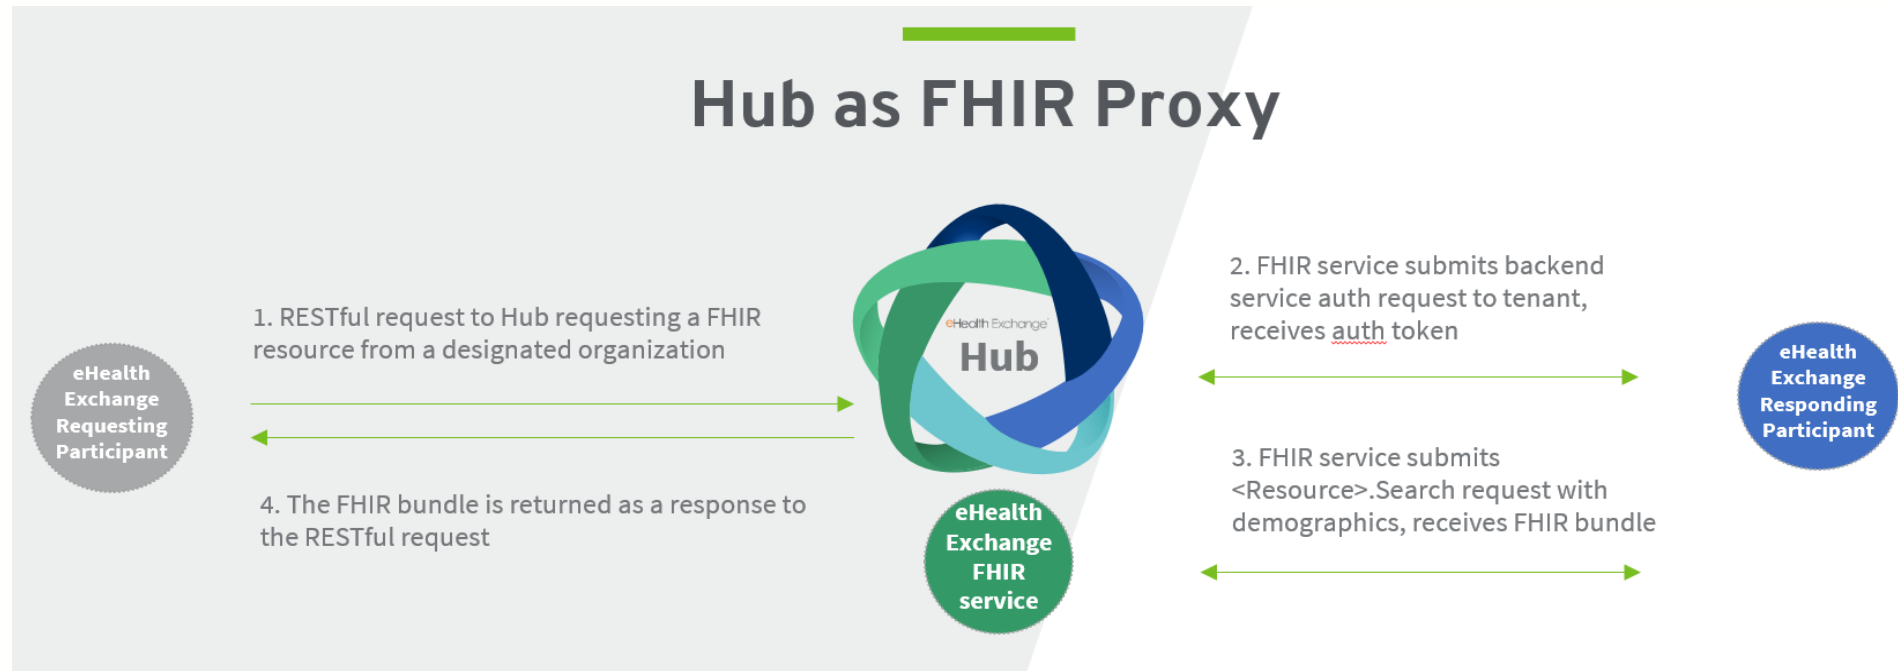 Hub as FHIR Proxy
1. RESTful request to Hub requesting a FHIR
resource from a designated organization
eHealth
Exchange
Requesting
Participant
4. The FHIR bundle is returned as a response to
the RESTful request
eHealth Exchange
Hub
eHealth
Exchange
FHIR
service
2. FHIR service submits backend
service auth request to tenant,
receives auth token
3. FHIR service submits
<Resource>.Search request with
demographics, receives FHIR bundle
eHealth
Exchange
Responding
Participant